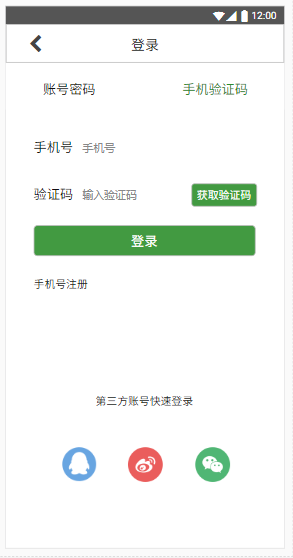 12:00
登录
账号密码 手机验证码
手机号 手机号
验证码 输入验证码 获取验证码
登录
手机号注册
第三方账号快速登录